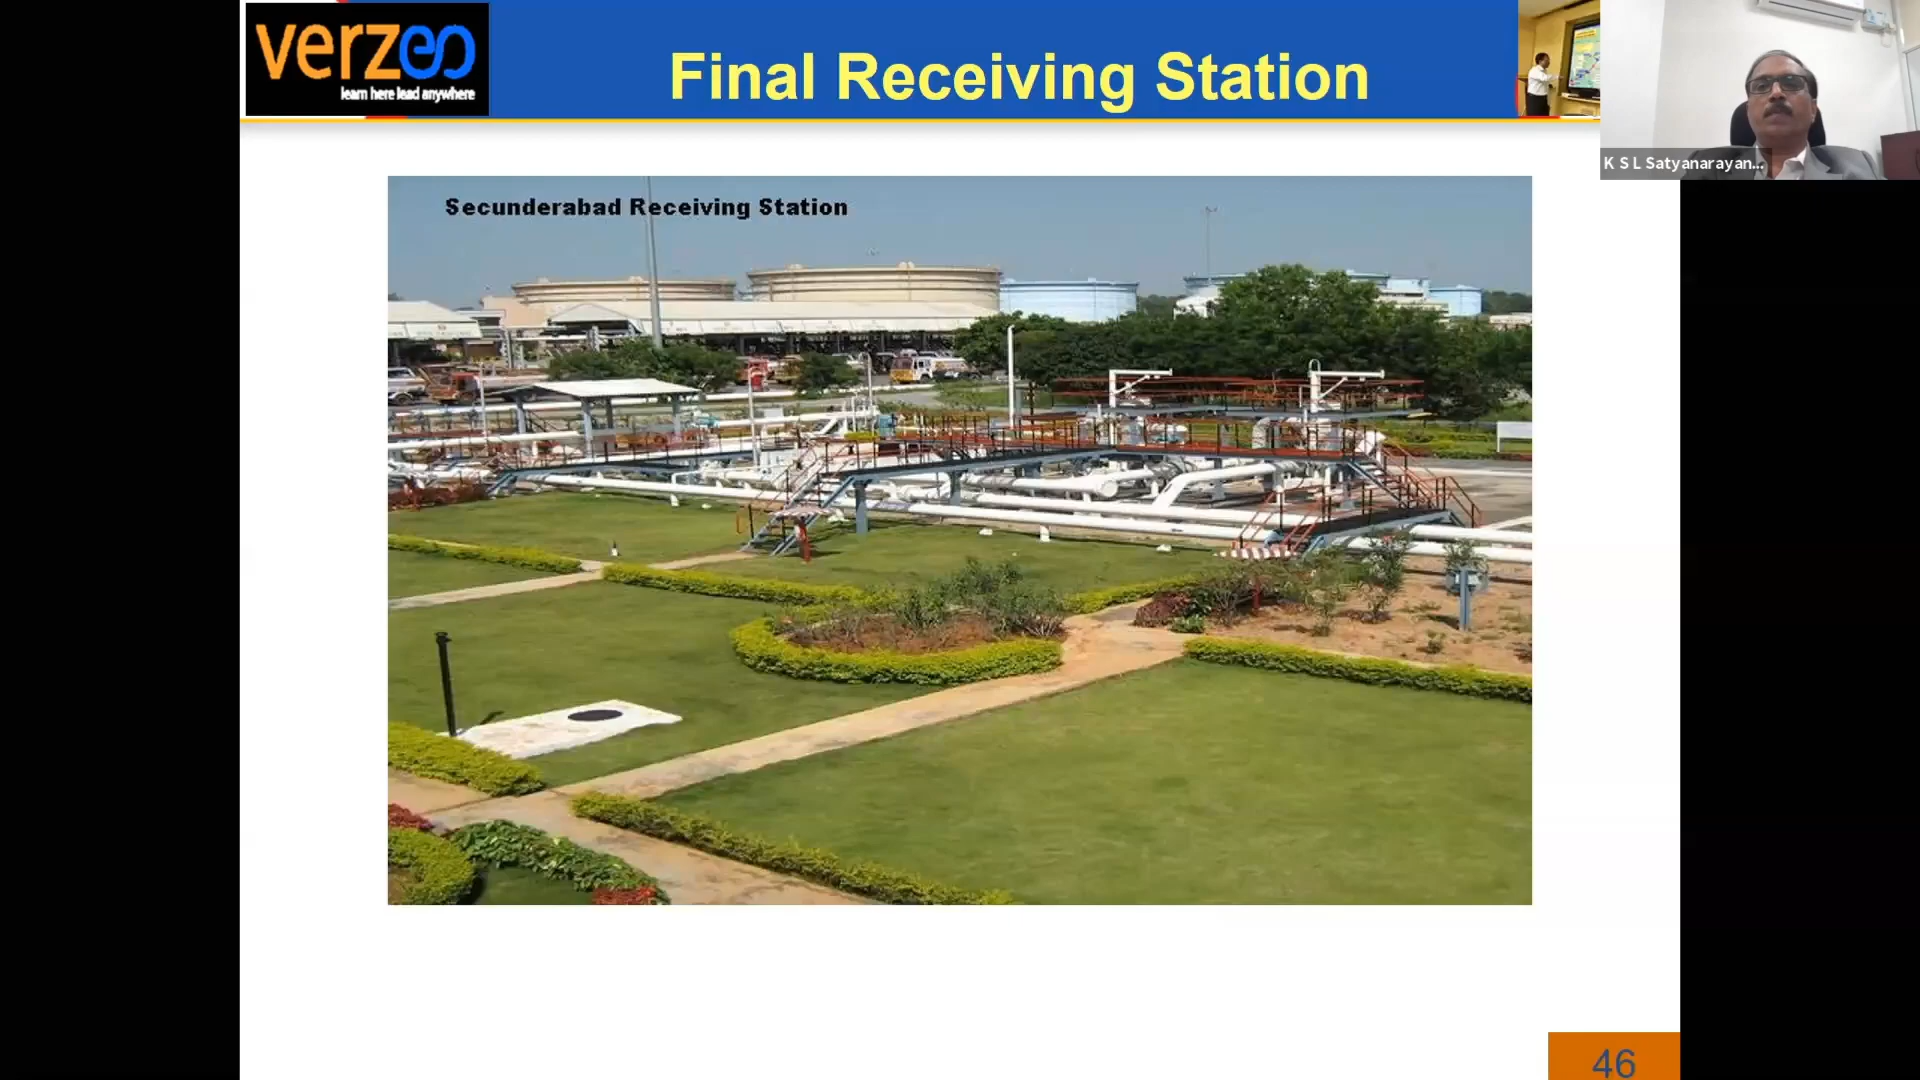 verzeo
learn here lead anywhere
Final Receiving Station
K S L Satyanarayan...
Secunderabad Receiving Station
46